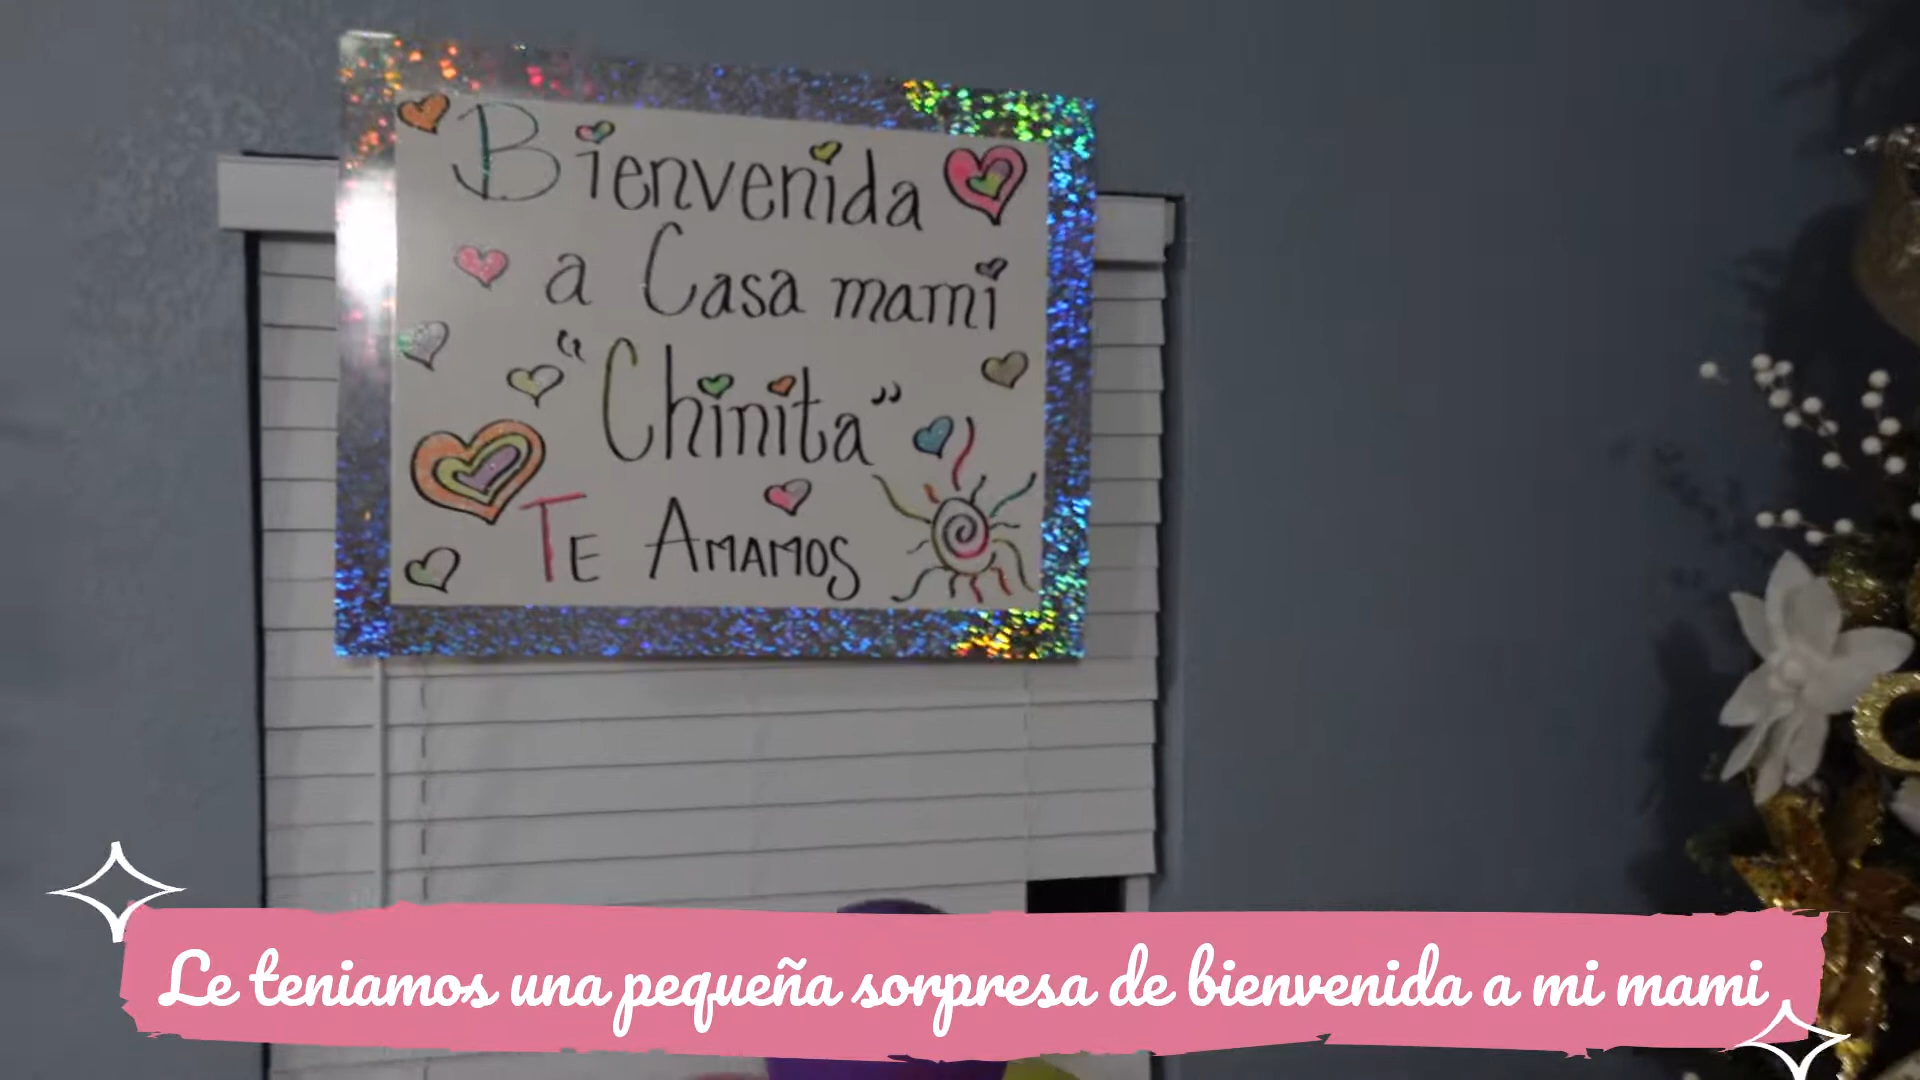 Bienvenida
a Casa mami
“Chinita”
TE AMAMOS
Le teniamos una pequeña sorpresa de bienvenida a mi mami